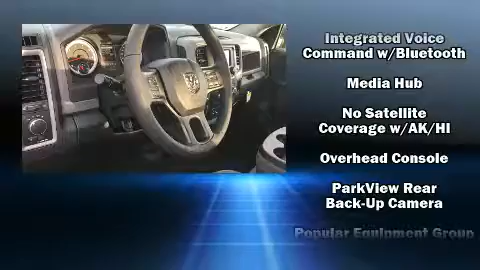 Integrated Voice
Command w/Bluetooth
Media Hub
No Satellite
Coverage w/AK/HI
Overhead Console
ParkView Rear
Back-Up Camera
Popular Equipment Group